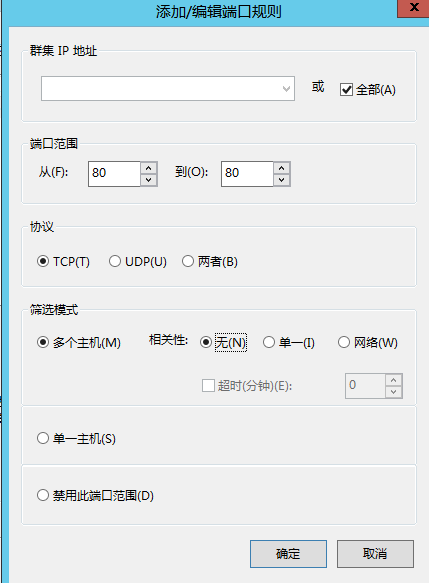 添加/编辑端口规则
群集 IP 地址
或 全部(A)
端口范围
从(F): 80 到(O): 80
协议
TCP(T) UDP(U) 两者(B)
筛选模式
多个主机(M) 相关性: 无(N) 单一(I) 网络(W)
超时(分钟)(E): 0
单一主机(S)
禁用此端口范围(D)
确定 取消